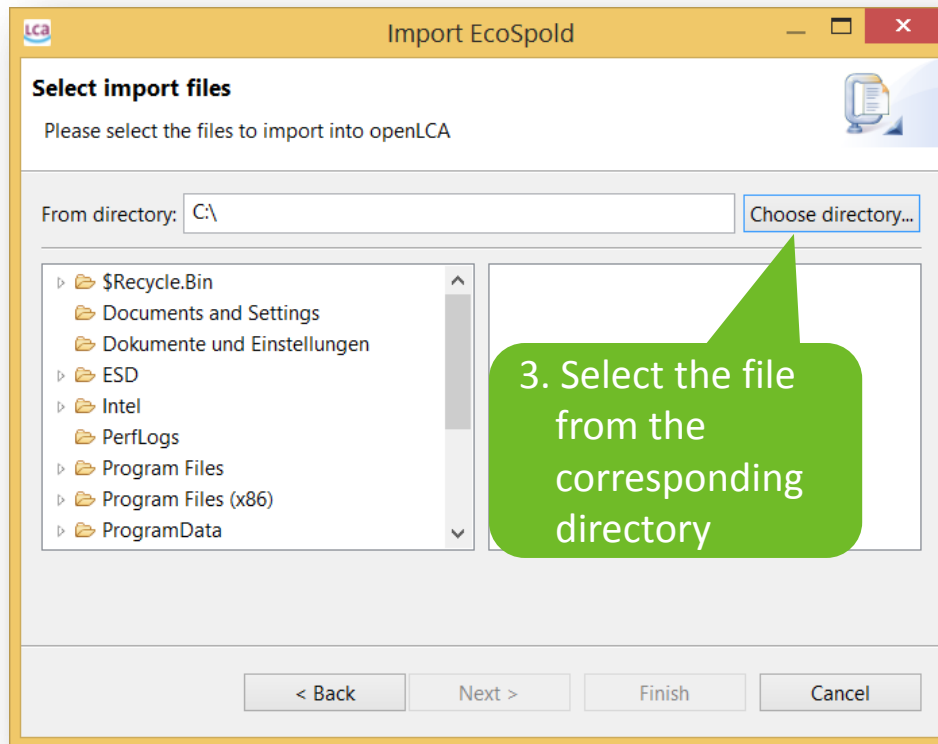 LCA
Import EcoSpold
Select import files
Please select the files to import into openLCA
From directory: C:\ Choose directory...
$Recycle.Bin
Documents and Settings
Dokumente und Einstellungen
ESD
Intel
PerfLogs
Program Files
Program Files (x86)
ProgramData
3. Select the file
from the
corresponding
directory
< Back Next > Finish Cancel